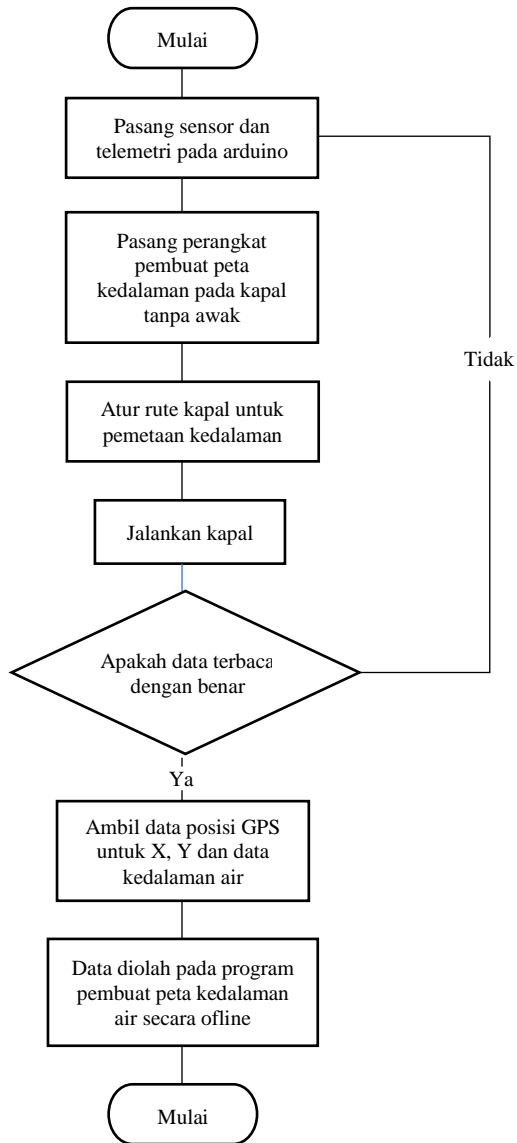 Mulai
Pasang sensor dan
telemetri pada arduino
Pasang perangkat
pembuat peta
kedalaman pada kapal
tanpa awak
Tidak
Atur rute kapal untuk
pemetaan kedalaman
Jalankan kapal
Apakah data terbaca
dengan benar
Ya
Ambil data posisi GPS
untuk X, Y dan data
kedalaman air
Data diolah pada program
pembuat peta kedalaman
air secara ofline
Mulai